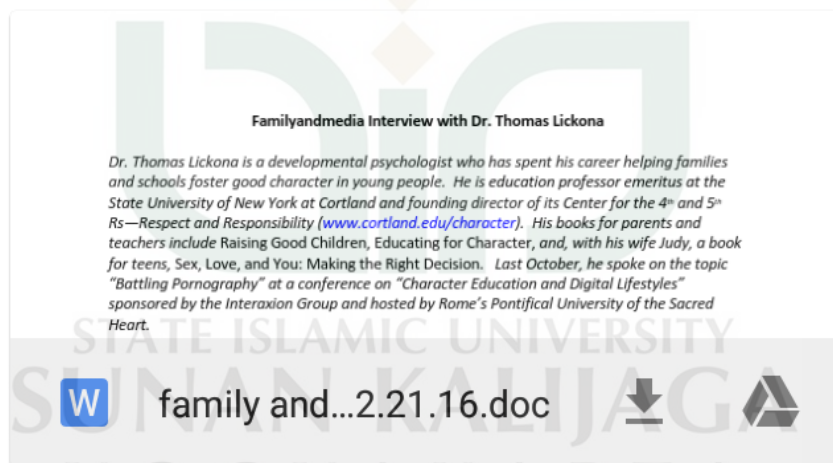 Familyandmedia Interview with Dr. Thomas Lickona
Dr. Thomas Lickona is a developmental psychologist who has spent his career helping families
and schools foster good character in young people. He is education professor emeritus at the
State University of New York at Cortland and founding director of its Center for the 4th and 5th
Rs—Respect and Responsibility (www.cortland.edu/character). His books for parents and
teachers include Raising Good Children, Educating for Character, and, with his wife Judy, a book
for teens, Sex, Love, and You: Making the Right Decision. Last October, he spoke on the topic
“Battling Pornography” at a conference on “Character Education and Digital Lifestyles”
sponsored by the Interaxion Group and hosted by Rome’s Pontifical University of the Sacred
Heart.
STATE ISLAMIC UNIVERSITY
SUNAN KALIJAGA
W family and...2.21.16.doc